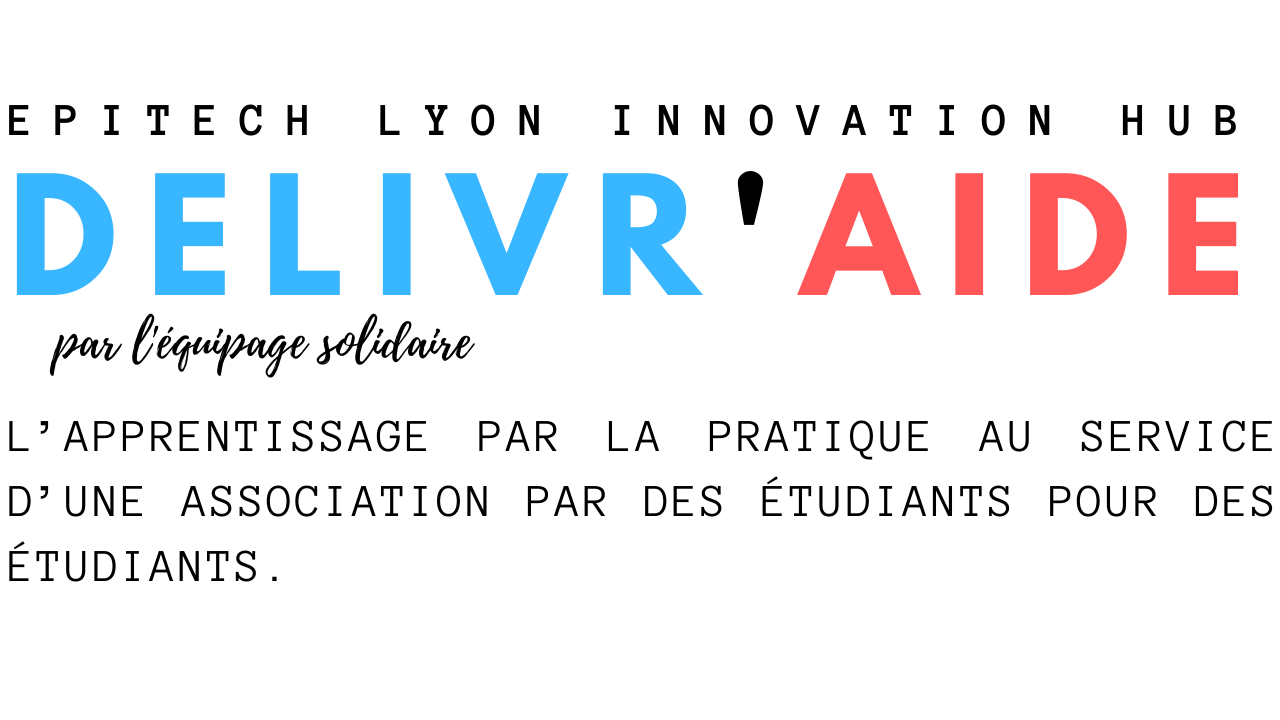 EPITECH LYON INNOVATION HUB
DELIVR'AIDE
par l'équipage solidaire
L’APPRENTISSAGE PAR LA PRATIQUE AU SERVICE
D’UNE ASSOCIATION PAR DES ÉTUDIANTS POUR DES
ÉTUDIANTS.